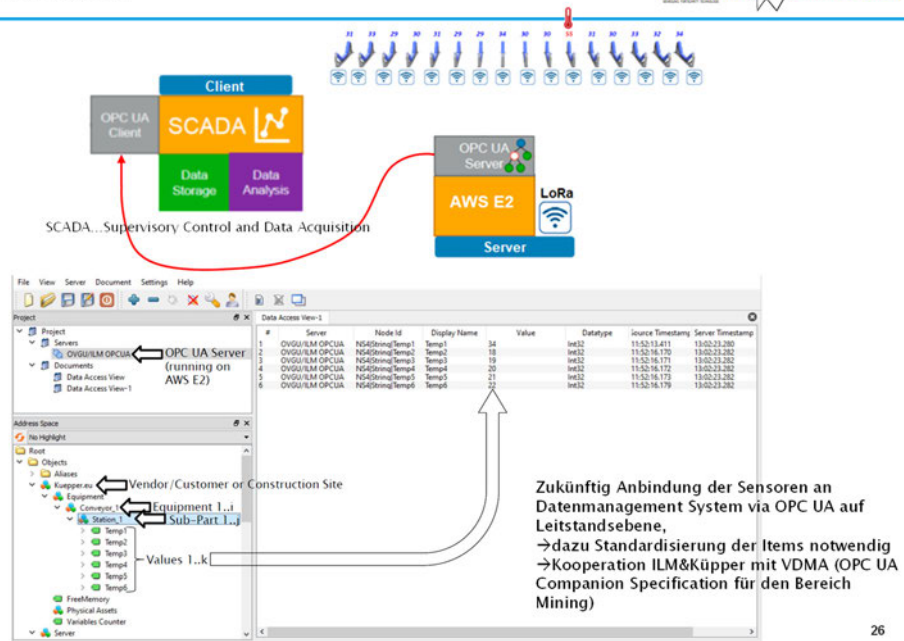 31 33 29 30 31 29 29 34 30 30 55 31 30 33 32 34
Client
OPC UA
Client
SCADA
Data
Storage
Data
Analysis
OPC UA
Server
AWS E2
LoRa
Server
SCADA...Supervisory Control and Data Acquisition
File View Server Document Settings Help
Project
Data Access View-1
Project
Servers
OVGU/ILM OPCUA
Documents
Data Access View
Data Access View-1
OPC UA Server
(running on
AWS E2)
# Server Node Id Display Name Value Datatype Source Timestamp Server Timestamp
1 OVGU/ILM OPCUA NS4|String|Temp1 Temp1 34 Int32 11:52:13.411 13:02:23.280
2 OVGU/ILM OPCUA NS4|String|Temp2 Temp2 18 Int32 11:52:16.170 13:02:23.282
3 OVGU/ILM OPCUA NS4|String|Temp3 Temp3 19 Int32 11:52:16.171 13:02:23.282
4 OVGU/ILM OPCUA NS4|String|Temp4 Temp4 20 Int32 11:52:16.172 13:02:23.282
5 OVGU/ILM OPCUA NS4|String|Temp5 Temp5 21 Int32 11:52:16.173 13:02:23.282
6 OVGU/ILM OPCUA NS4|String|Temp6 Temp6 22 Int32 11:52:16.179 13:02:23.282
Address Space
No Highlight
Root
Objects
Aliases
Kuepper.eu Vendor/Customer or Construction Site
Equipment
Conveyor_1 Equipment 1..i
Station_1 Sub-Part 1..j
Temp1
Temp2
Temp3
Temp4
Temp5
Temp6
Values 1..k
FreeMemory
Physical Assets
Variables Counter
Server
Zukünftig Anbindung der Sensoren an
Datenmanagement System via OPC UA auf
Leitstandsebene,
→dazu Standardisierung der Items notwendig
→Kooperation ILM&Küpper mit VDMA (OPC UA
Companion Specification für den Bereich
Mining)
26